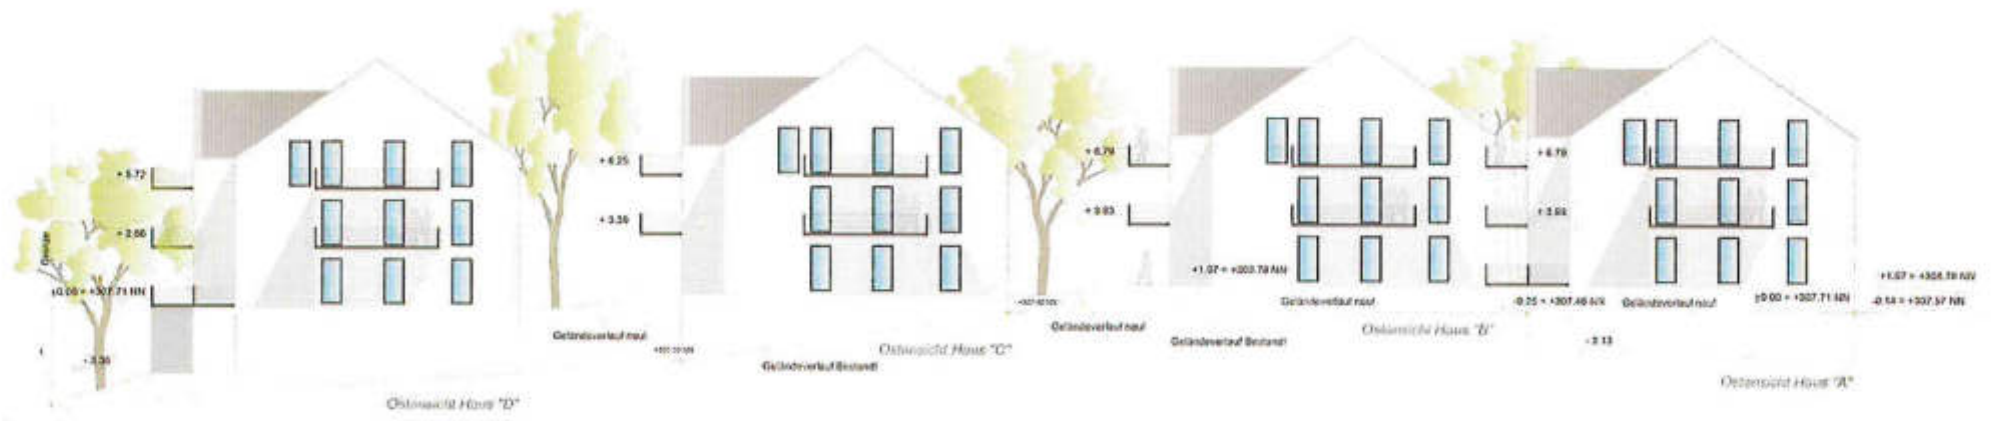 + 5.72
+ 2.86
Grenze
±0.00 = +307.71 NN
- 3.36
Ostansicht Haus "D"
+ 6.25
+ 3.39
Geländeverlauf neu!
Geländeverlauf Bestand!
Ostansicht Haus "C"
+ 6.79
+ 3.93
Geländeverlauf neu!
Geländeverlauf Bestand!
+1.07 = +308.78 NN
Geländeverlauf neu!
Ostansicht Haus "B"
+ 6.79
+ 3.93
-0.25 = +307.46 NN
- 2.13
Geländeverlauf neu!
±0.00 = +307.71 NN
+1.07 = +308.78 NN
-0.14 = +307.57 NN
Ostansicht Haus "A"